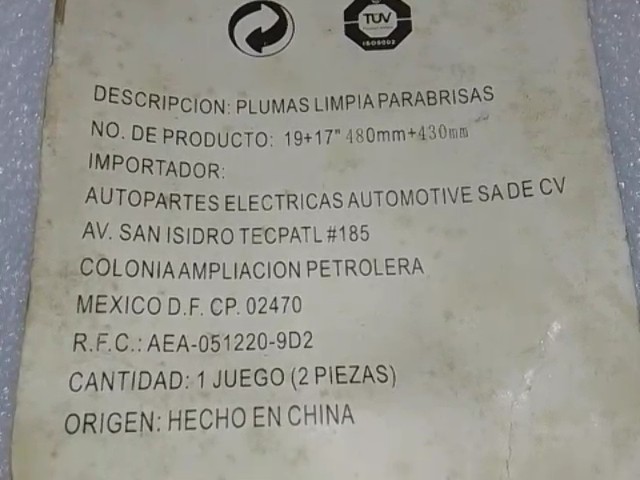 TUV
ISO9002
DESCRIPCION: PLUMAS LIMPIA PARABRISAS
NO. DE PRODUCTO: 19+17" 480mm+430mm
IMPORTADOR:
AUTOPARTES ELECTRICAS AUTOMOTIVE SA DE CV
AV. SAN ISIDRO TECPATL #185
COLONIA AMPLIACION PETROLERA
MEXICO D.F. CP. 02470
R.F.C.: AEA-051220-9D2
CANTIDAD: 1 JUEGO (2 PIEZAS)
ORIGEN: HECHO EN CHINA